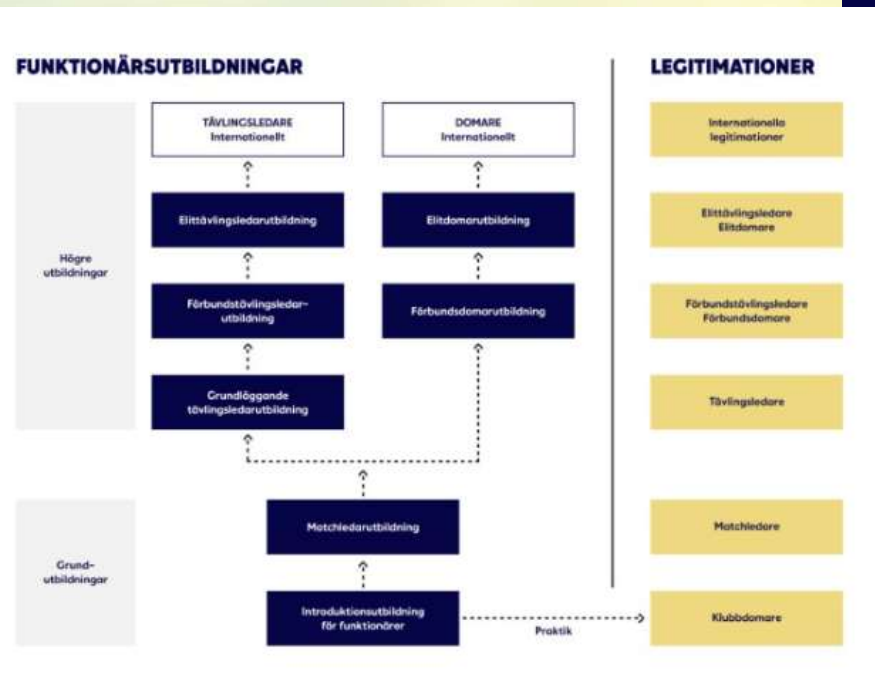 FUNKTIONÄRSUTBILDNINGAR
LEGITIMATIONER
TÄVLINGSLEDARE
Internationellt
DOMARE
Internationellt
Internationella
legitimationer
Elittävlingsledarutbildning
Elitdomarutbildning
Elittävlingsledare
Elitdomare
Högre
utbildningar
Förbundstävlingsledar-
utbildning
Förbundsdomarutbildning
Förbundstävlingsledare
Förbundsdomare
Grundläggande
tävlingsledarutbildning
Tävlingsledare
Matchledarutbildning
Matchledare
Grund-
utbildningar
Introduktionsutbildning
för funktionärer
Praktik
Klubbdomare